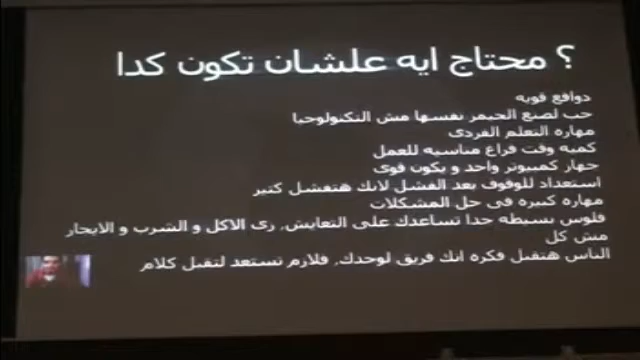 ؟ محتاج ايه علشان تكون كدا
دوافع قويه
حب لصنع الجيمز نفسها مش التكنولوجيا
مهاره التعلم الفردى
كميه وقت فراغ مناسبه للعمل
جهاز كمبيوتر واحد و يكون قوى
استعداد للوقوف بعد الفشل لانك هتفشل كتير
مهاره كبيره فى حل المشكلات
فلوس بسيطه جدا تساعدك على التعايش, زى الاكل و الشرب و الايجار
مش كل
الناس هتقبل فكره انك فريق لوحدك, فلازم تستعد لتقبل كلام